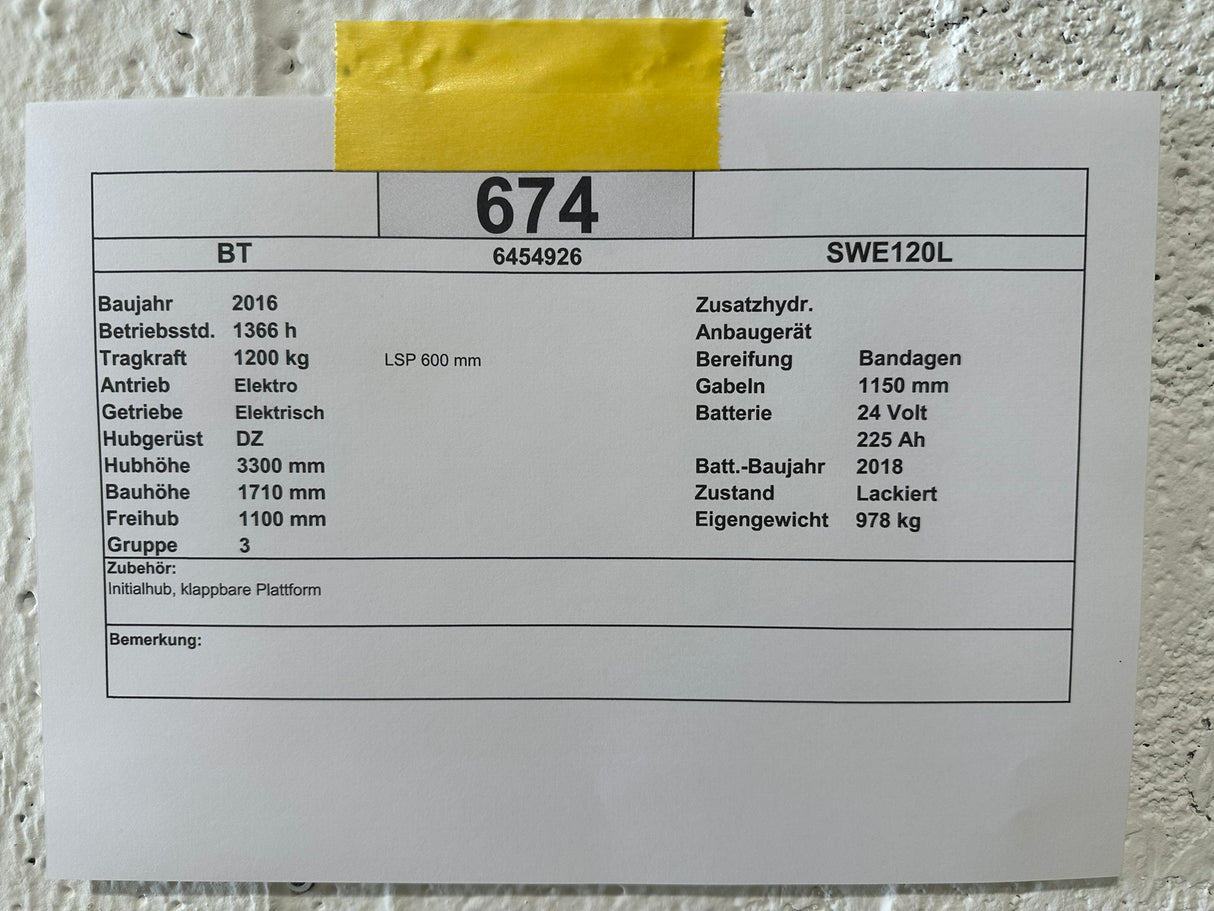 674
BT 6454926 SWE120L
Baujahr 2016 Zusatzhydr.
Betriebsstd. 1366 h Anbaugerät
Tragkraft 1200 kg LSP 600 mm Bereifung Bandagen
Antrieb Elektro Gabeln 1150 mm
Getriebe Elektrisch Batterie 24 Volt
Hubgerüst DZ 225 Ah
Hubhöhe 3300 mm Batt.-Baujahr 2018
Bauhöhe 1710 mm Zustand Lackiert
Freihub 1100 mm Eigengewicht 978 kg
Gruppe 3
Zubehör:
Initialhub, klappbare Plattform
Bemerkung: